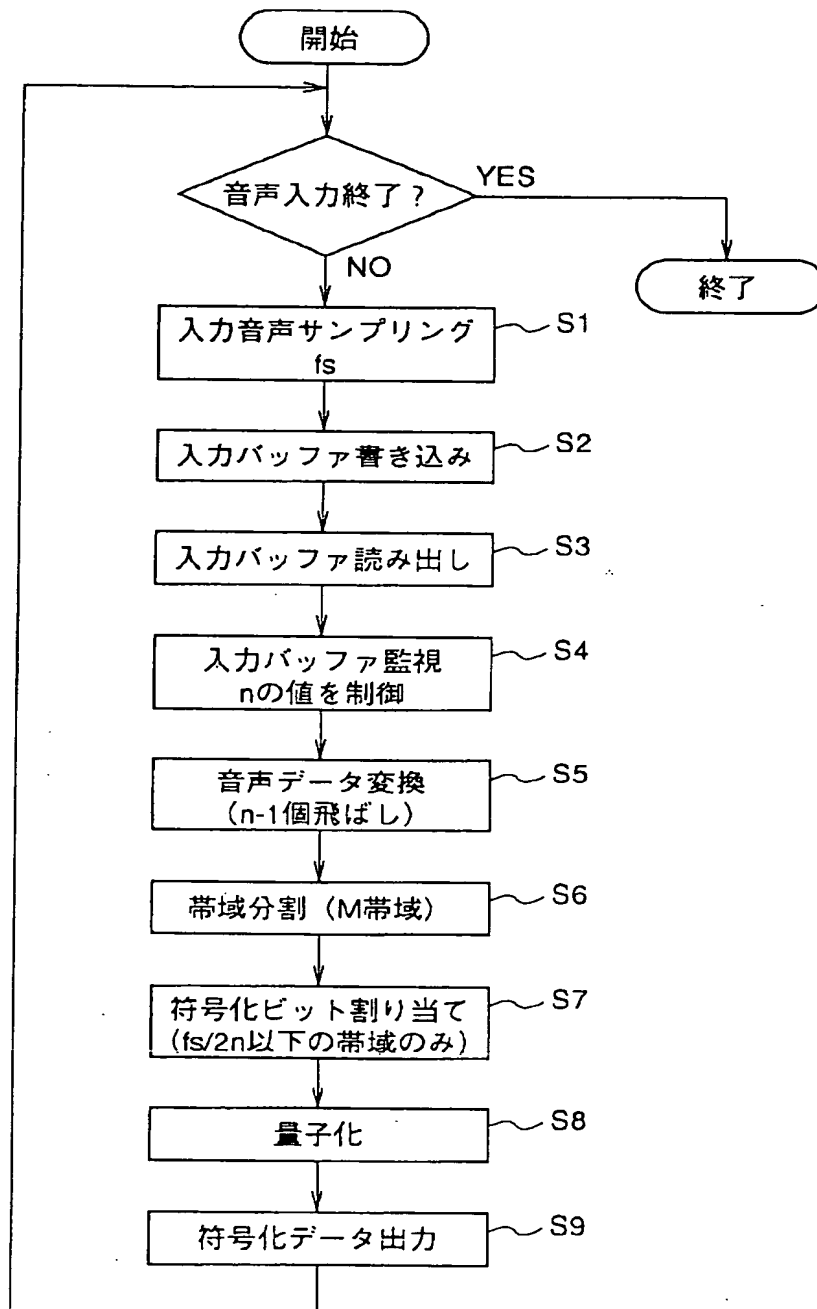 開始
音声入力終了?
YES
NO
終了
入力音声サンプリング
fs
S1
入力バッファ書き込み
S2
入力バッファ読み出し
S3
入力バッファ監視
nの値を制御
S4
音声データ変換
(n-1個飛ばし)
S5
帯域分割(M帯域)
S6
符号化ビット割り当て
(fs/2n以下の帯域のみ)
S7
量子化
S8
符号化データ出力
S9